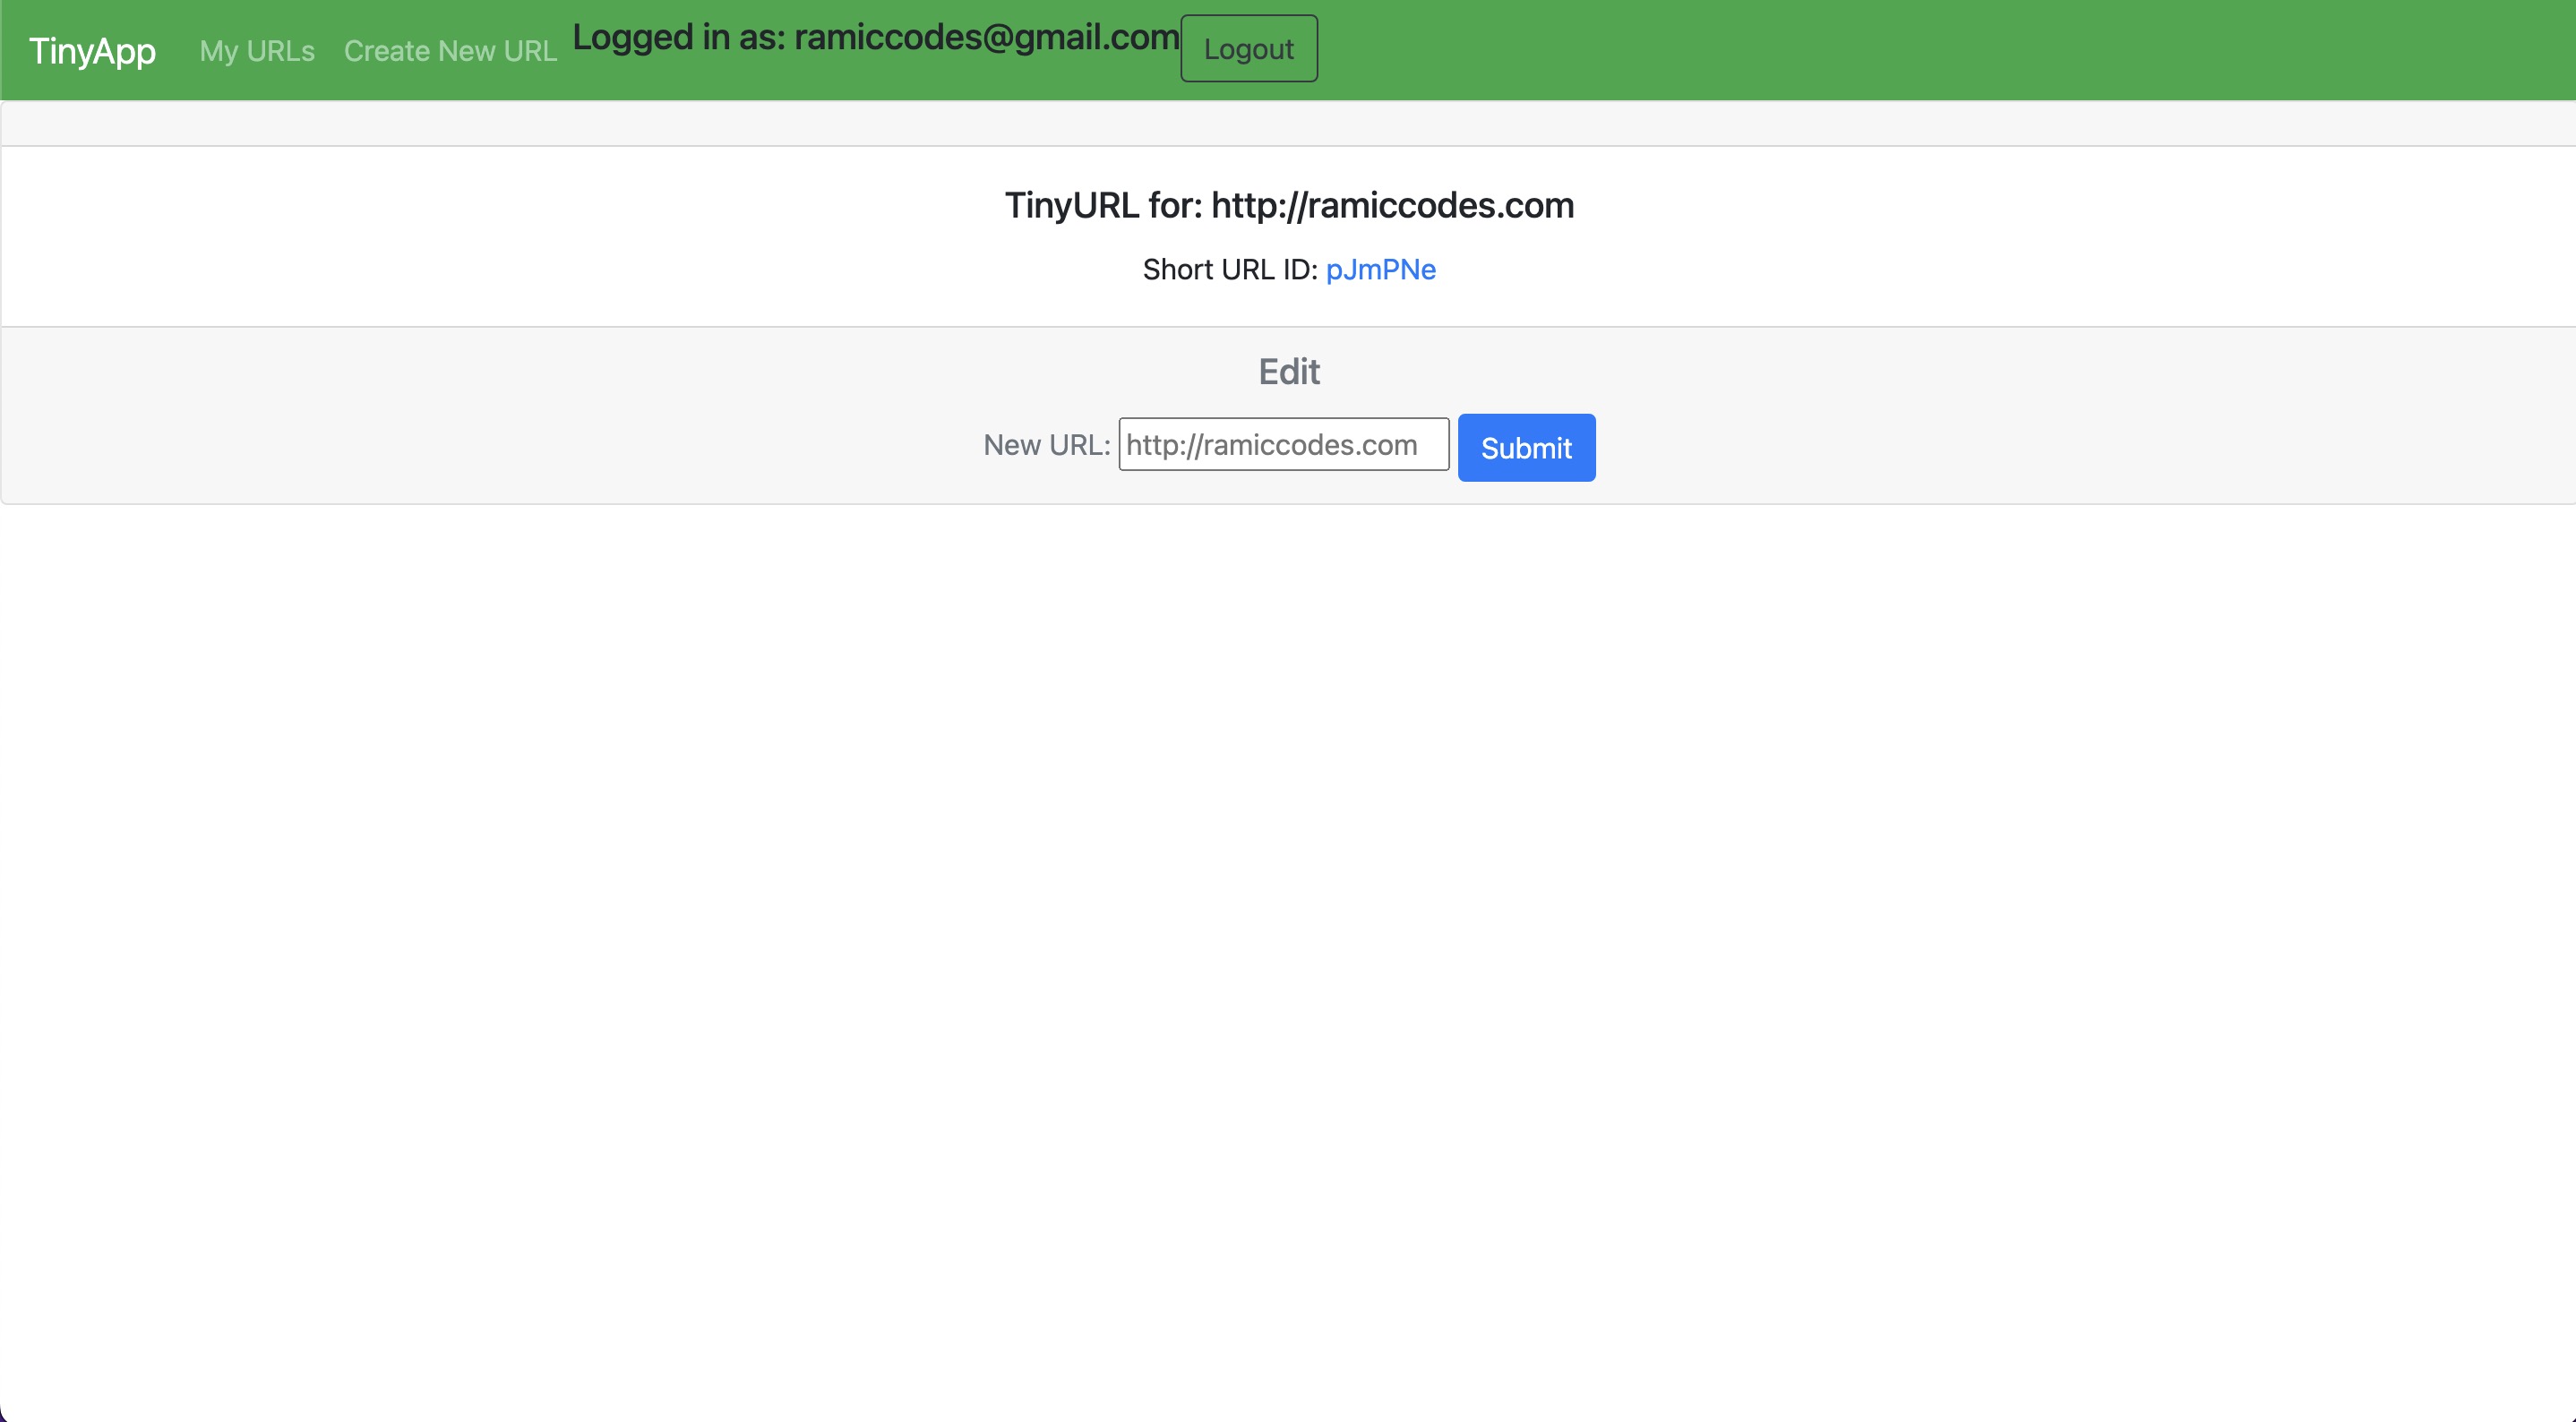 TinyApp My URLs Create New URL Logged in as: ramiccodes@gmail.com Logout
TinyURL for: http://ramiccodes.com
Short URL ID: pJmPNe
Edit
New URL: http://ramiccodes.com Submit